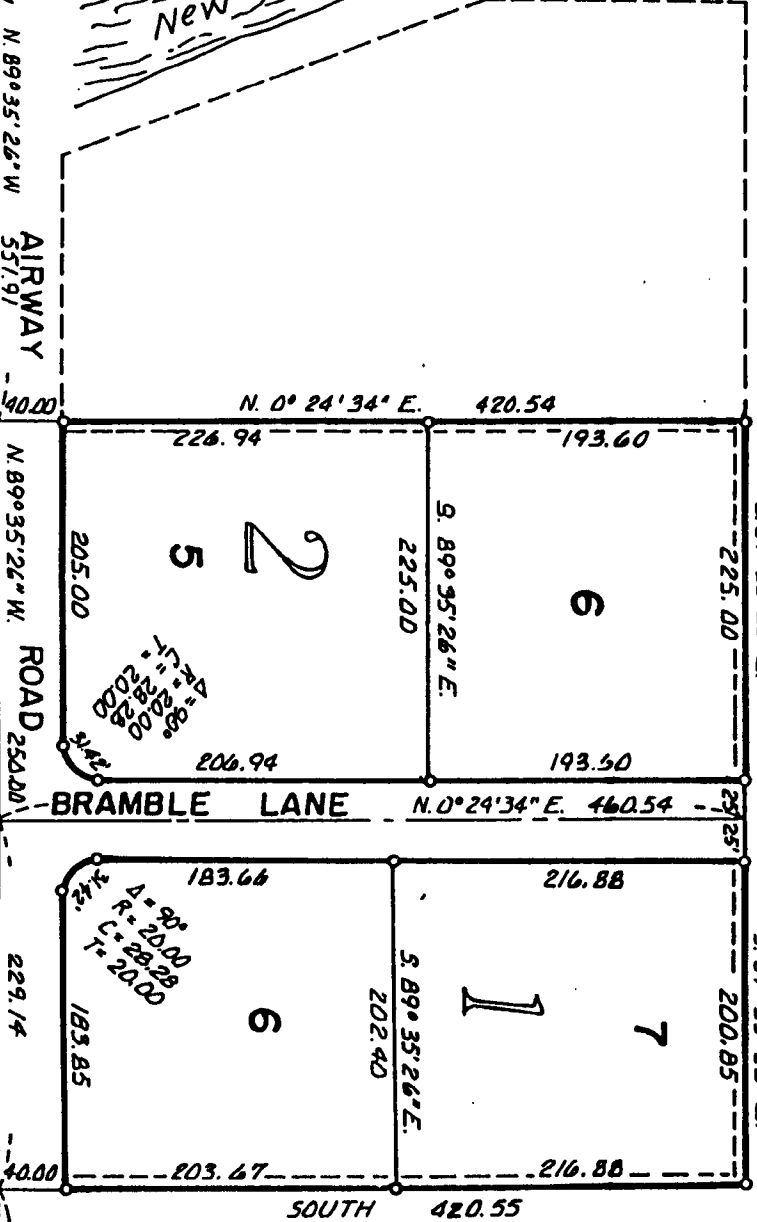 New
N. 89°35'26" W
551.91
AIRWAY
ROAD
40.00
N. 0° 24' 34" E. 420.54
226.94
193.60
225.00
2
5
6
S. 89°35'26" E.
225.00
205.00
Δ = 90°
R = 20.00
C = 28.28
T = 20.00
31.42'
206.94
193.60
N. 89°35'26" W.
250.00
BRAMBLE LANE
N. 0° 24' 34" E. 460.54
25' 25'
183.66
216.88
31.42'
Δ = 90°
R = 20.00
C = 28.28
T = 20.00
6
1
7
S. 89° 35' 26" E.
202.40
200.85
183.85
229.14
203.67
216.88
40.00
SOUTH 420.55